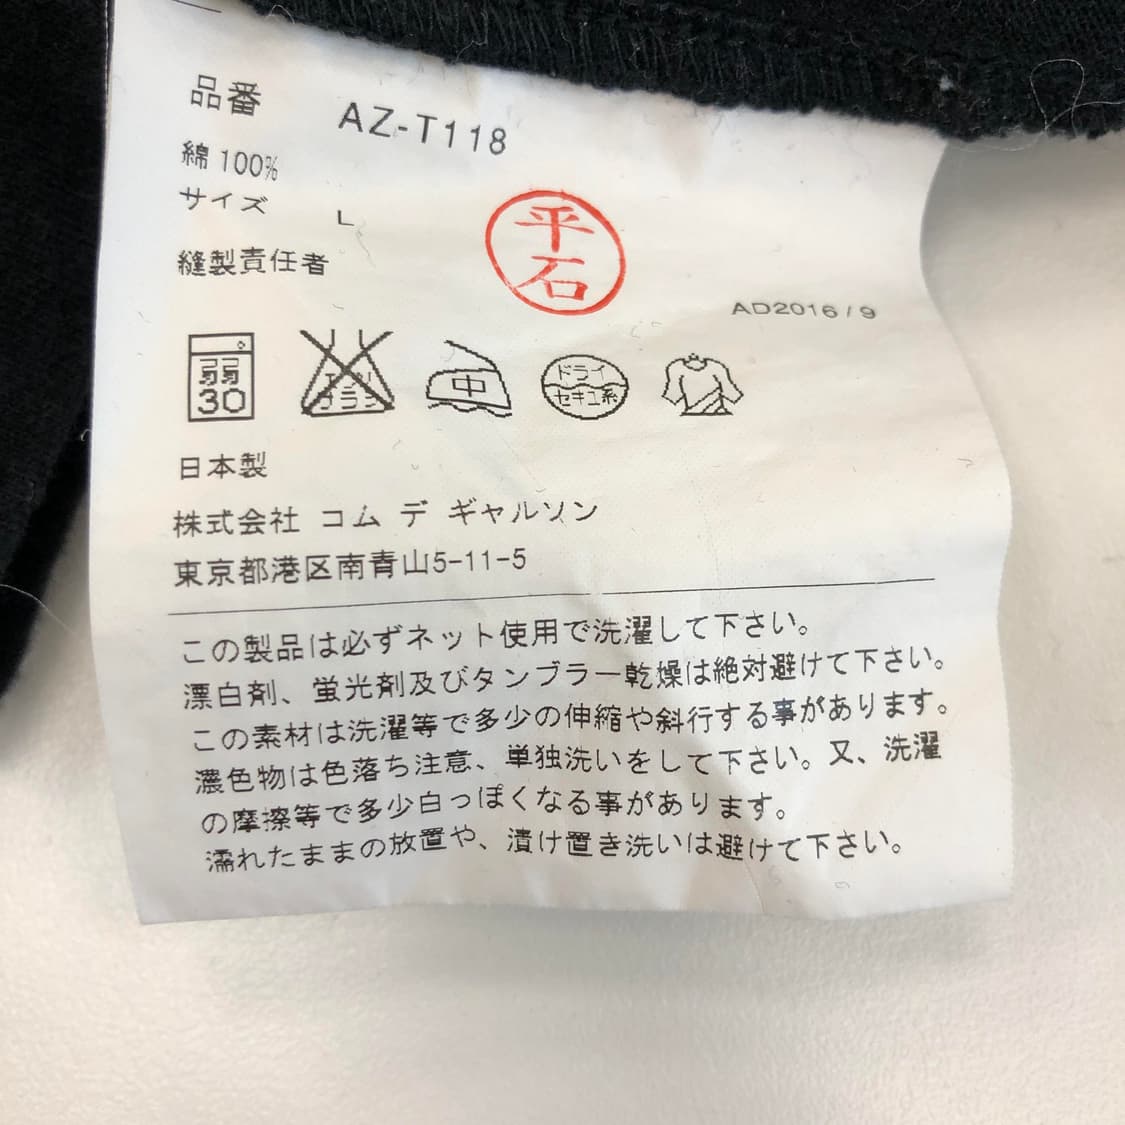 品番 AZ-T118
綿100%
サイズ L
縫製責任者
平石
AD2016/9
弱
30
エンソ
サラシ
中
ドライ
セキユ系
日本製
株式会社 コム デ ギャルソン
東京都港区南青山5-11-5
この製品は必ずネット使用で洗濯して下さい。
漂白剤、蛍光剤及びタンブラー乾燥は絶対避けて下さい。
この素材は洗濯等で多少の伸縮や斜行する事があります。
濃色物は色落ち注意、単独洗いをして下さい。又、洗濯
の摩擦等で多少白っぽくなる事があります。
濡れたままの放置や、漬け置き洗いは避けて下さい。